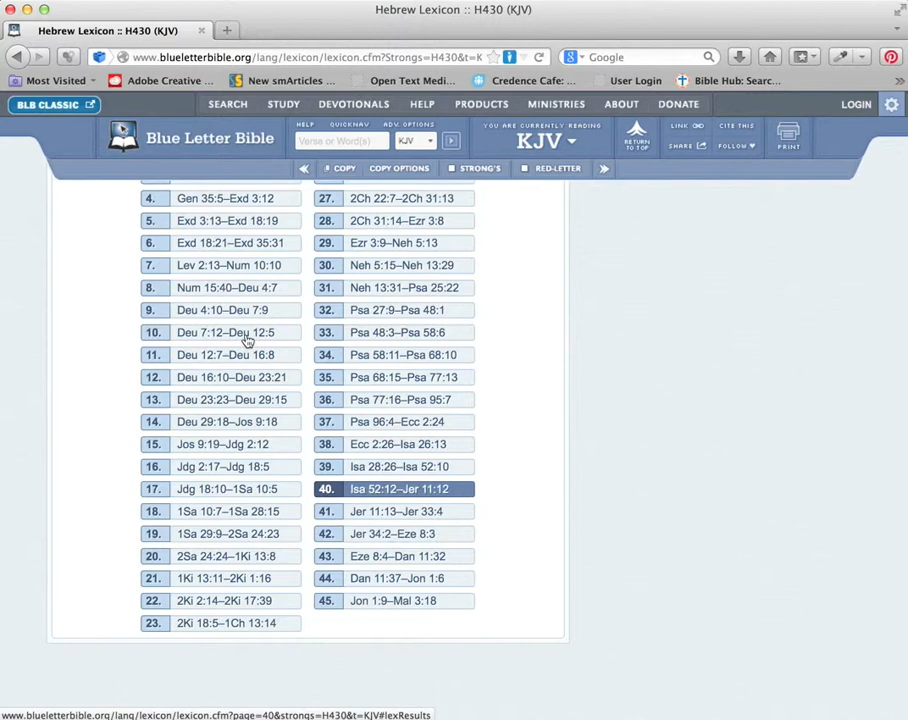 Hebrew Lexicon :: H430 (KJV)
Hebrew Lexicon :: H430 (KJV)
www.blueletterbible.org/lang/lexicon/lexicon.cfm?Strongs=H430&t=K
Google
Most Visited
Adobe Creative ...
New smArticles ...
Open Text Medi...
Credence Cafe: ...
User Login
Bible Hub: Searc...
BLB CLASSIC
SEARCH
STUDY
DEVOTIONALS
HELP
PRODUCTS
MINISTRIES
ABOUT
DONATE
LOGIN
Blue Letter Bible
HELP
QUICKNAV
ADV. OPTIONS
Verse or Word(s)
KJV
YOU ARE CURRENTLY READING
KJV
RETURN
TO TOP
LINK
CITE THIS
SHARE
FOLLOW
PRINT
COPY
COPY OPTIONS
STRONG'S
RED-LETTER
4. Gen 35:5–Exd 3:12
5. Exd 3:13–Exd 18:19
6. Exd 18:21–Exd 35:31
7. Lev 2:13–Num 10:10
8. Num 15:40–Deu 4:7
9. Deu 4:10–Deu 7:9
10. Deu 7:12–Deu 12:5
11. Deu 12:7–Deu 16:8
12. Deu 16:10–Deu 23:21
13. Deu 23:23–Deu 29:15
14. Deu 29:18–Jos 9:18
15. Jos 9:19–Jdg 2:12
16. Jdg 2:17–Jdg 18:5
17. Jdg 18:10–1Sa 10:5
18. 1Sa 10:7–1Sa 28:15
19. 1Sa 29:9–2Sa 24:23
20. 2Sa 24:24–1Ki 13:8
21. 1Ki 13:11–2Ki 1:16
22. 2Ki 2:14–2Ki 17:39
23. 2Ki 18:5–1Ch 13:14
27. 2Ch 22:7–2Ch 31:13
28. 2Ch 31:14–Ezr 3:8
29. Ezr 3:9–Neh 5:13
30. Neh 5:15–Neh 13:29
31. Neh 13:31–Psa 25:22
32. Psa 27:9–Psa 48:1
33. Psa 48:3–Psa 58:6
34. Psa 58:11–Psa 68:10
35. Psa 68:15–Psa 77:13
36. Psa 77:16–Psa 95:7
37. Psa 96:4–Ecc 2:24
38. Ecc 2:26–Isa 26:13
39. Isa 28:26–Isa 52:10
40. Isa 52:12–Jer 11:12
41. Jer 11:13–Jer 33:4
42. Jer 34:2–Eze 8:3
43. Eze 8:4–Dan 11:32
44. Dan 11:37–Jon 1:6
45. Jon 1:9–Mal 3:18
www.blueletterbible.org/lang/lexicon/lexicon.cfm?page=40&strongs=H430&t=KJV#lexResults